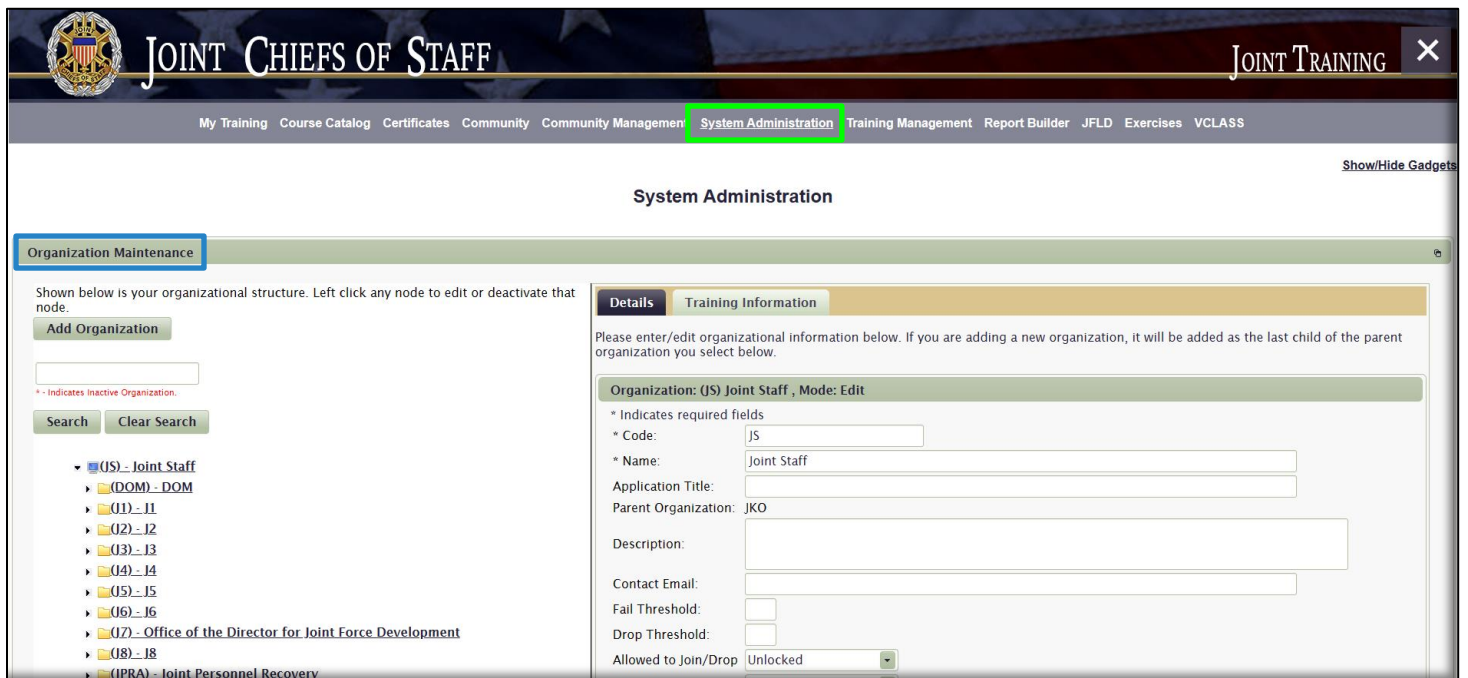 JOINT CHIEFS OF STAFF
JOINT TRAINING
My Training Course Catalog Certificates Community Community Management System Administration Training Management Report Builder JFLD Exercises VCLASS
Show/Hide Gadgets
System Administration
Organization Maintenance
Shown below is your organizational structure. Left click any node to edit or deactivate that
node.
Add Organization
* - Indicates Inactive Organization.
Search Clear Search
(JS) - Joint Staff
(DOM) - DOM
(J1) - J1
(J2) - J2
(J3) - J3
(J4) - J4
(J5) - J5
(J6) - J6
(J7) - Office of the Director for Joint Force Development
(J8) - J8
(JPRA) - Joint Personnel Recovery
Details Training Information
Please enter/edit organizational information below. If you are adding a new organization, it will be added as the last child of the parent
organization you select below.
Organization: (JS) Joint Staff , Mode: Edit
* Indicates required fields
* Code: JS
* Name: Joint Staff
Application Title:
Parent Organization: JKO
Description:
Contact Email:
Fail Threshold:
Drop Threshold:
Allowed to Join/Drop Unlocked